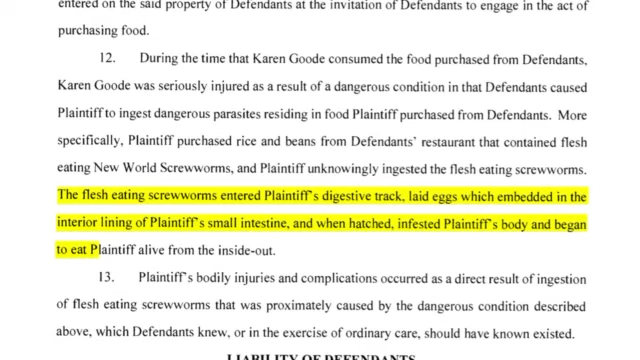 entered on the said property of Defendants at the invitation of Defendants to engage in the act of
purchasing food.
12. During the time that Karen Goode consumed the food purchased from Defendants,
Karen Goode was seriously injured as a result of a dangerous condition in that Defendants caused
Plaintiff to ingest dangerous parasites residing in food Plaintiff purchased from Defendants. More
specifically, Plaintiff purchased rice and beans from Defendants' restaurant that contained flesh
eating New World Screwworms, and Plaintiff unknowingly ingested the flesh eating screwworms.
The flesh eating screwworms entered Plaintiff's digestive track, laid eggs which embedded in the
interior lining of Plaintiff's small intestine, and when hatched, infested Plaintiff's body and began
to eat Plaintiff alive from the inside-out.
13. Plaintiff's bodily injuries and complications occurred as a direct result of ingestion
of flesh eating screwworms that was proximately caused by the dangerous condition described
above, which Defendants knew, or in the exercise of ordinary care, should have known existed.
LIABILITY OF DEFENDANTS